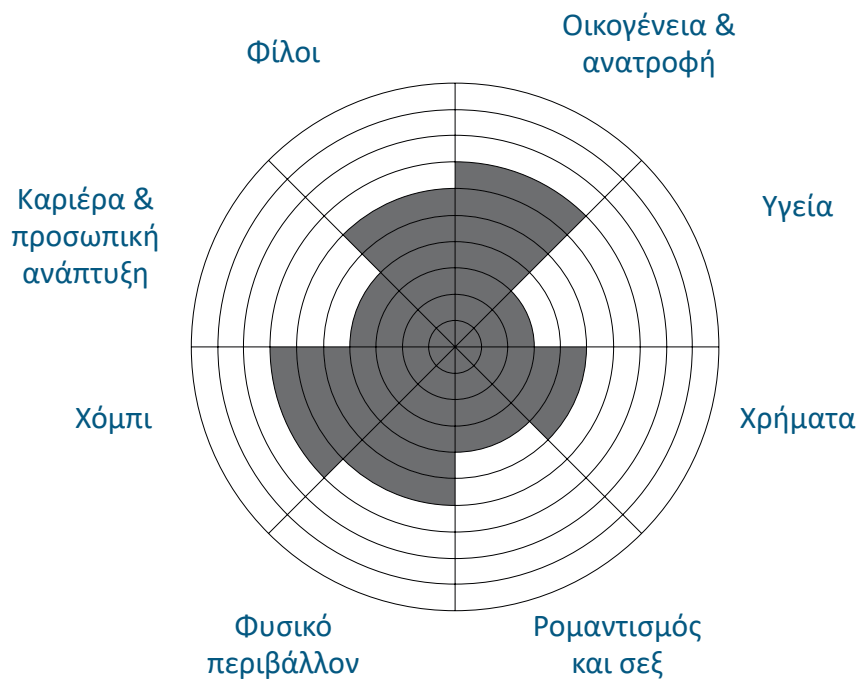 Οικογένεια &
ανατροφή
Φίλοι
Καριέρα &
προσωπική
ανάπτυξη
Υγεία
Χόμπι
Χρήματα
Φυσικό
περιβάλλον
Ρομαντισμός
και σεξ